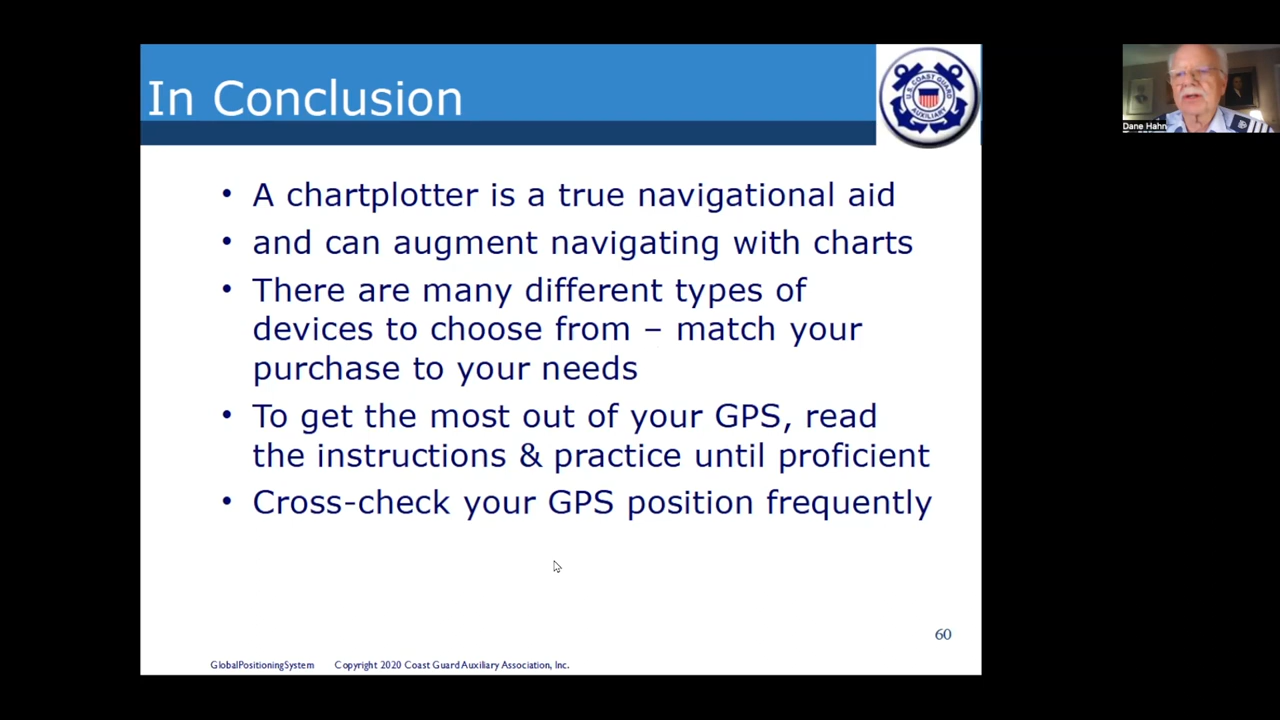 In Conclusion
U.S. COAST GUARD
AUXILIARY
Dane Hahn
• A chartplotter is a true navigational aid
• and can augment navigating with charts
• There are many different types of
devices to choose from – match your
purchase to your needs
• To get the most out of your GPS, read
the instructions & practice until proficient
• Cross-check your GPS position frequently
60
GlobalPositioningSystem Copyright 2020 Coast Guard Auxiliary Association, Inc.